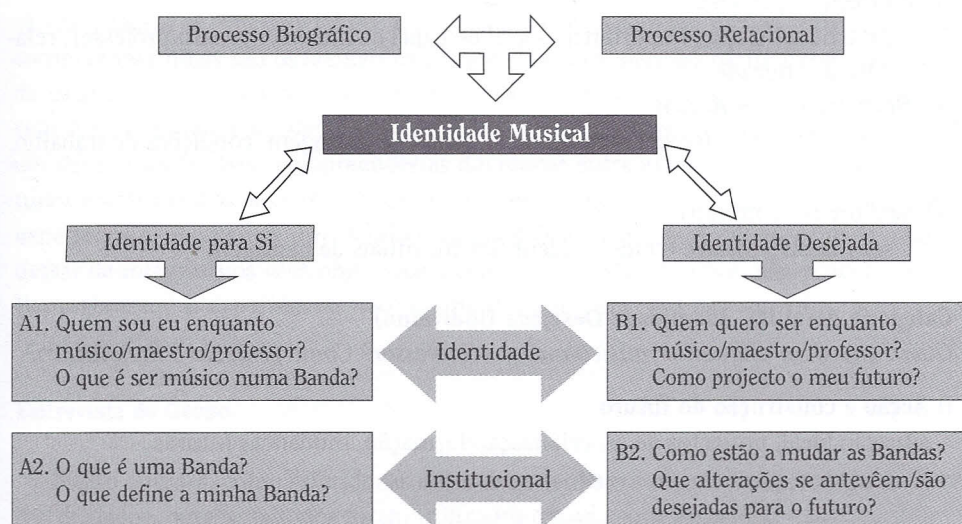 Processo Biográfico
Processo Relacional
Identidade Musical
Identidade para Si
Identidade Desejada
A1. Quem sou eu enquanto
músico/maestro/professor?
O que é ser músico numa Banda?
Identidade
B1. Quem quero ser enquanto
músico/maestro/professor?
Como projecto o meu futuro?
A2. O que é uma Banda?
O que define a minha Banda?
Institucional
B2. Como estão a mudar as Bandas?
Que alterações se antevêem/são
desejadas para o futuro?